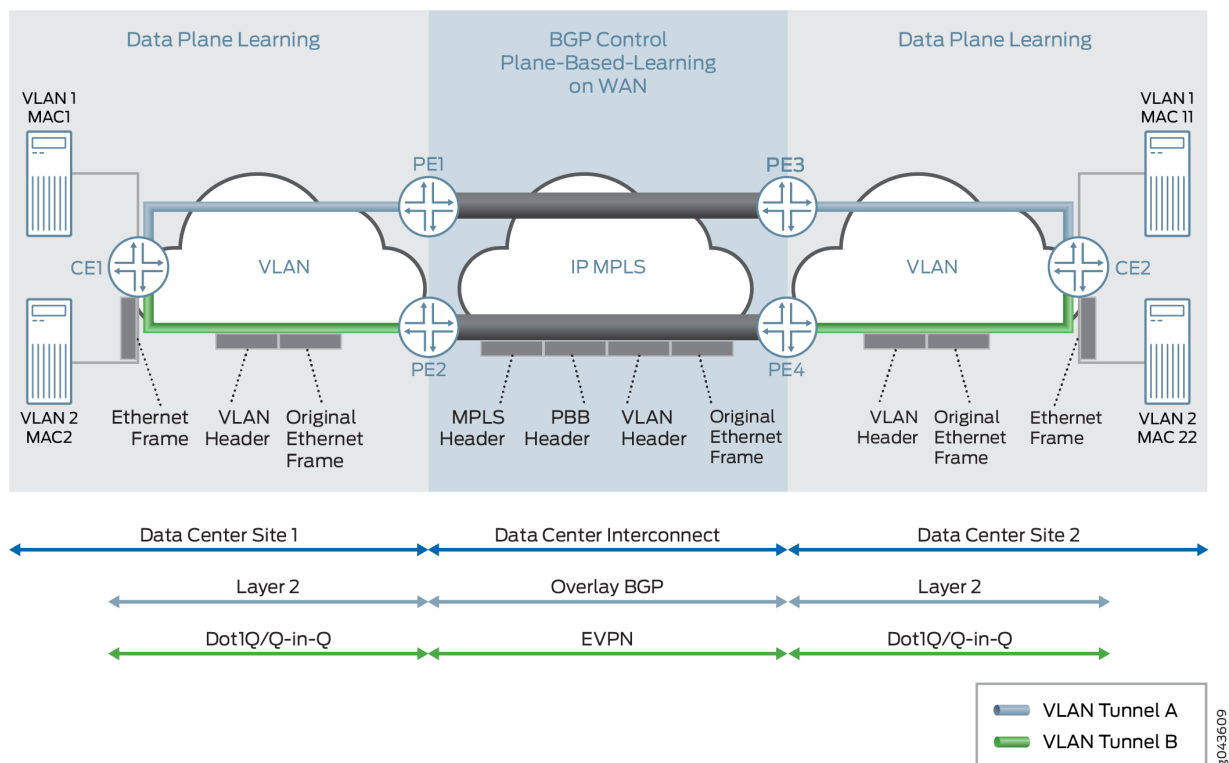 Data Plane Learning
BGP Control
Plane-Based-Learning
on WAN
Data Plane Learning
VLAN 1
MAC1
VLAN 1
MAC 11
PE1
PE3
CE1
VLAN
IP MPLS
VLAN
CE2
PE2
PE4
VLAN 2
MAC2
Ethernet
Frame
VLAN
Header
Original
Ethernet
Frame
MPLS
Header
PBB
Header
VLAN
Header
Original
Ethernet
Frame
VLAN
Header
Original
Ethernet
Frame
Ethernet
Frame
VLAN 2
MAC 22
Data Center Site 1
Data Center Interconnect
Data Center Site 2
Layer 2
Overlay BGP
Layer 2
Dot1Q/Q-in-Q
EVPN
Dot1Q/Q-in-Q
VLAN Tunnel A
VLAN Tunnel B
g043609